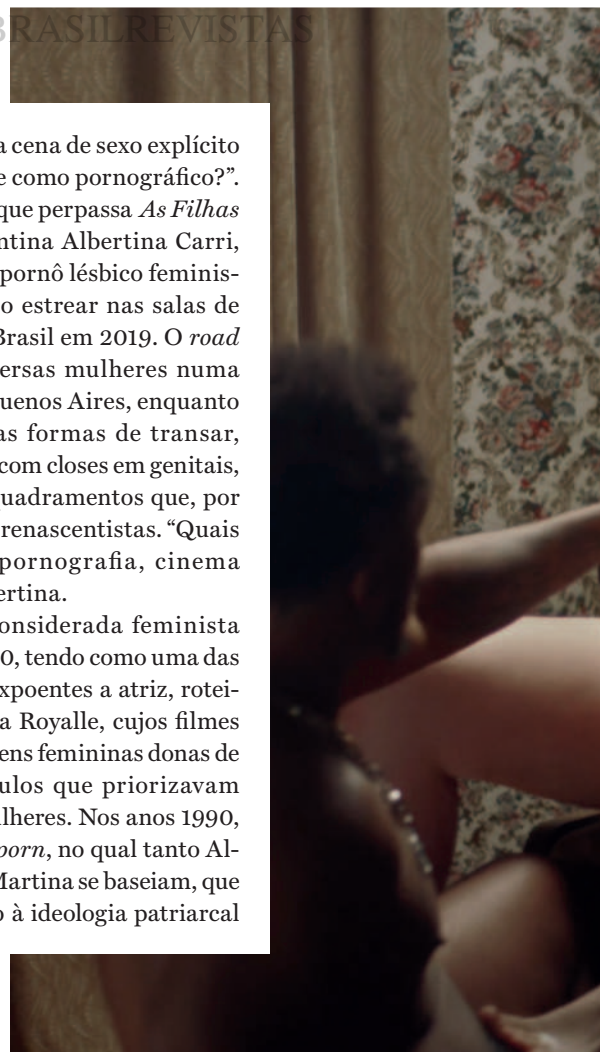 BRASILREVISTAS
a cena de sexo explícito
e como pornográfico?”.
que perpassa As Filhas
ntina Albertina Carri,
pornô lésbico feminis-
o estrear nas salas de
Brasil em 2019. O road
ersas mulheres numa
uenos Aires, enquanto
as formas de transar,
com closes em genitais,
quadramentos que, por
renascentistas. “Quais
pornografia, cinema
ertina.
onsiderada feminista
0, tendo como uma das
xpoentes a atriz, rotei-
a Royalle, cujos filmes
ens femininas donas de
ulos que priorizavam
lheres. Nos anos 1990,
porn, no qual tanto Al-
Martina se baseiam, que
o à ideologia patriarcal